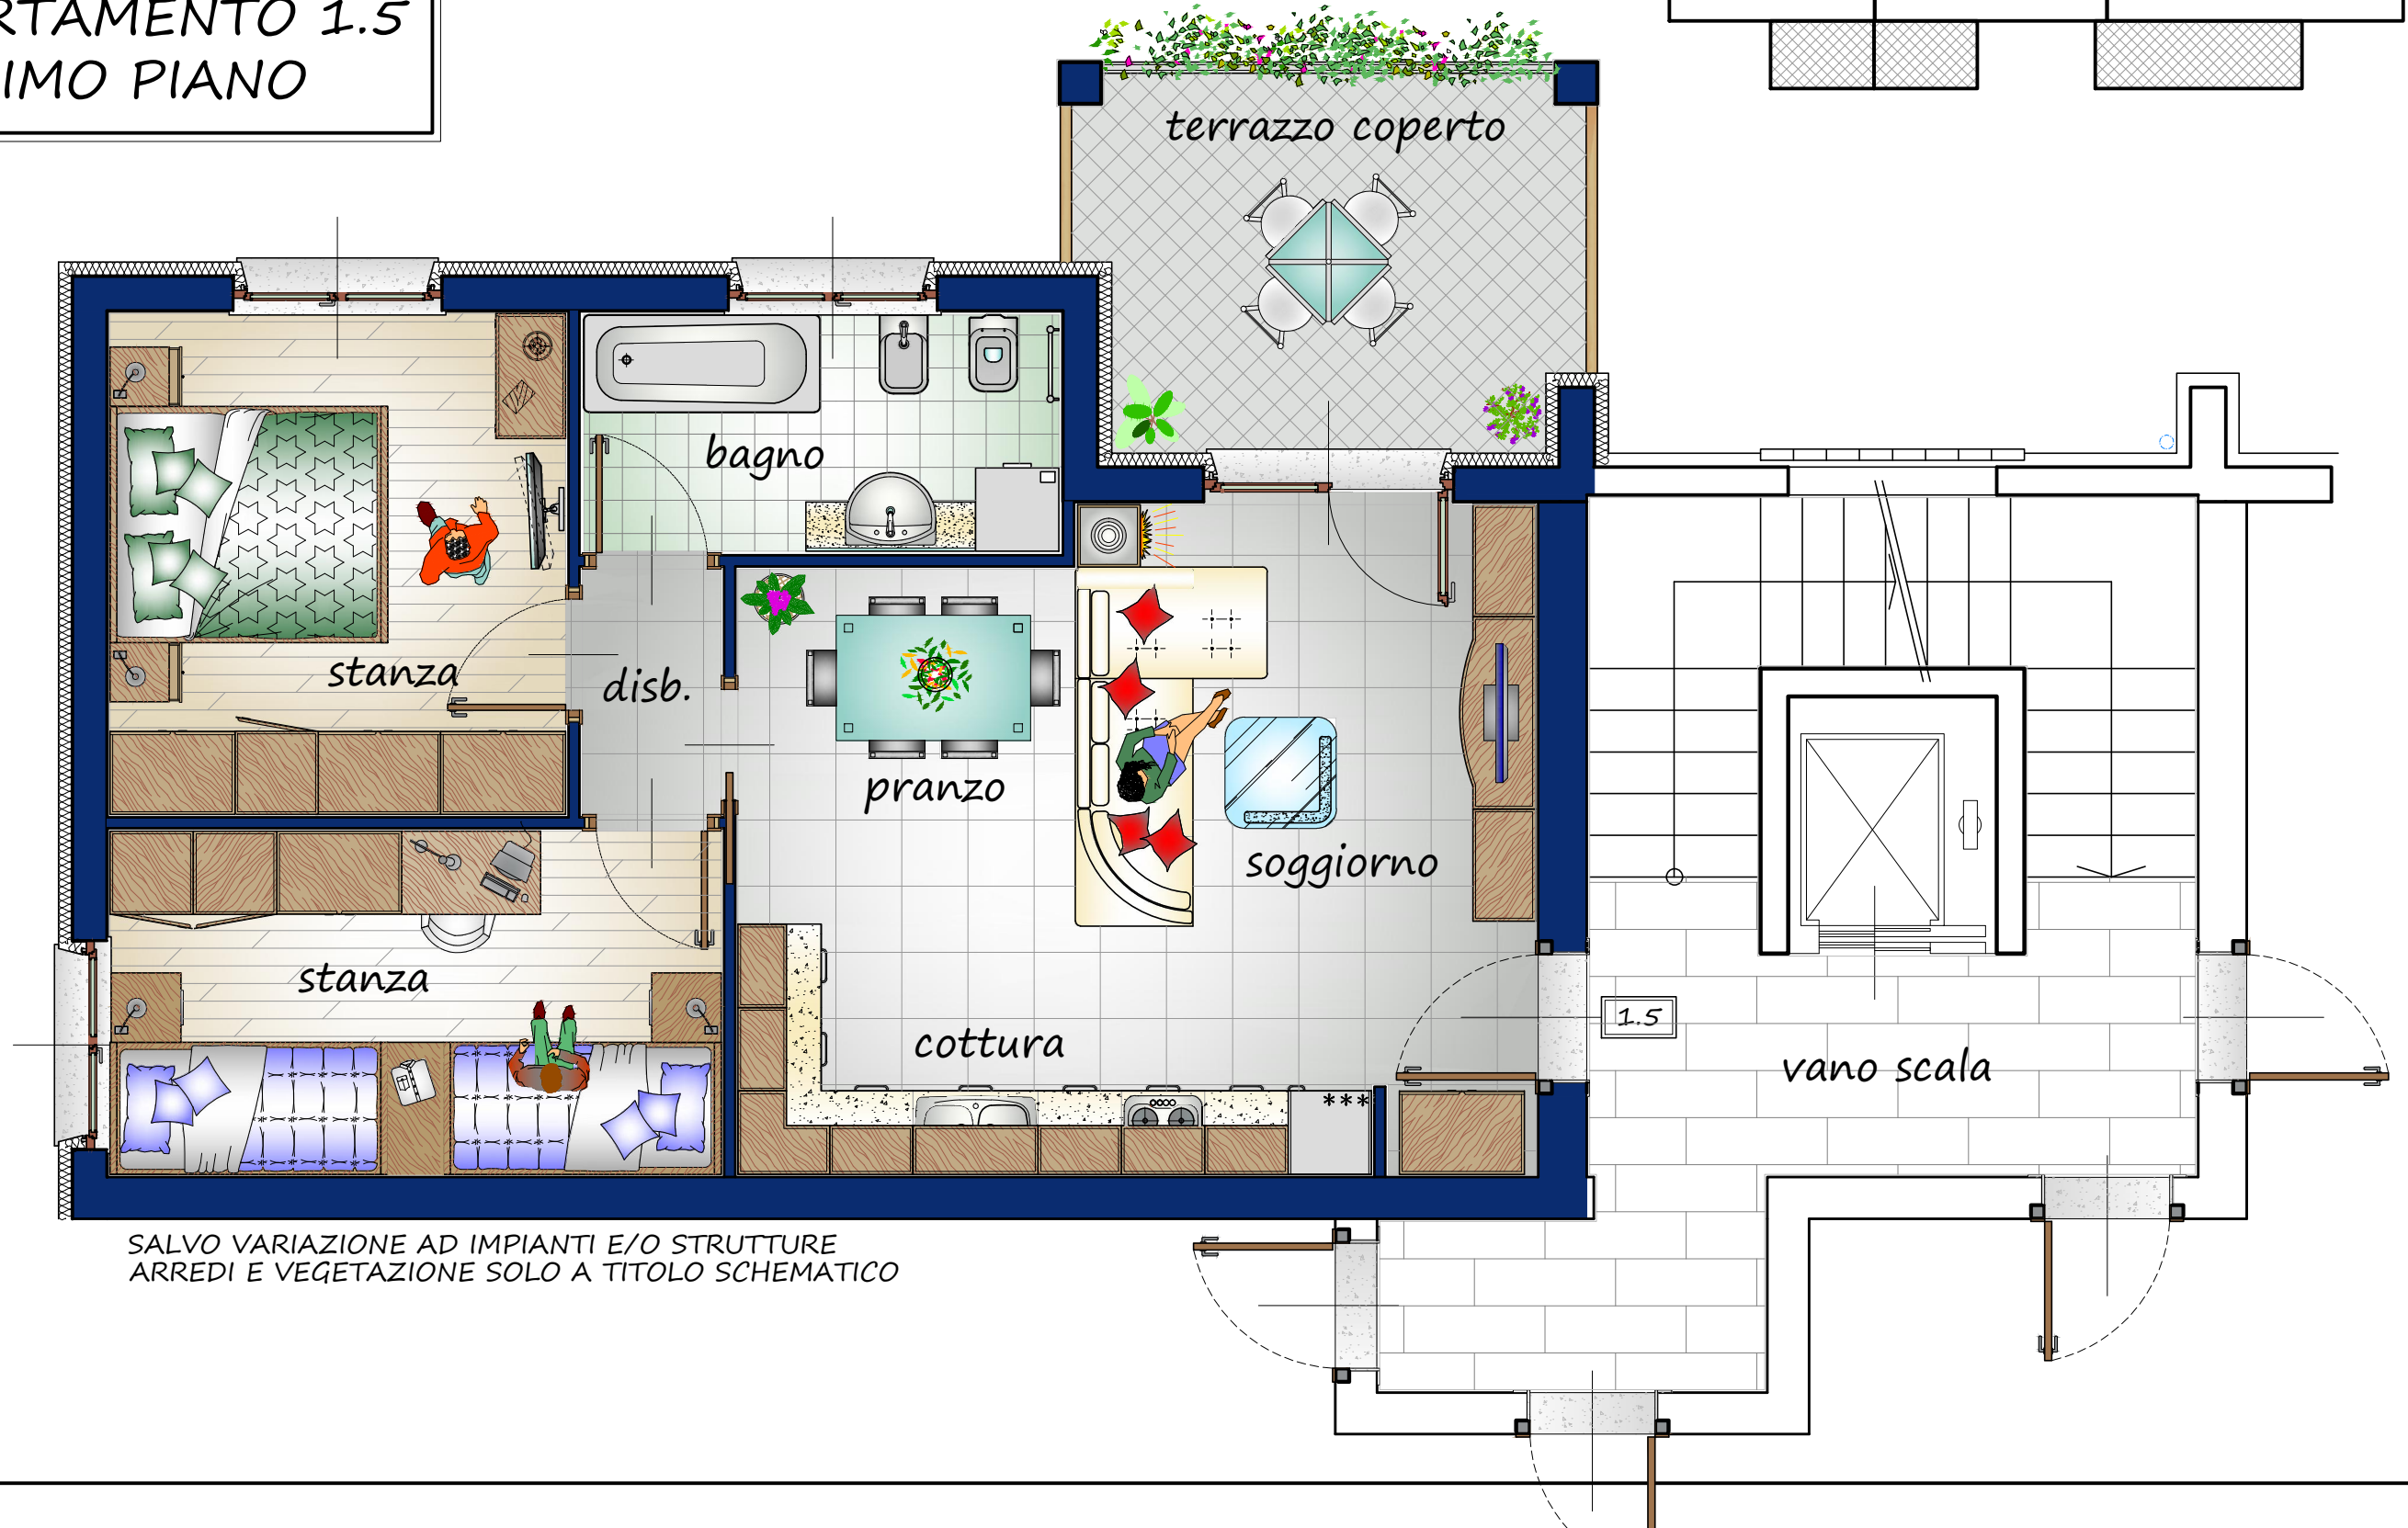 RTAMENTO 1.5
IMO PIANO
terrazzo coperto
bagno
stanza
disb.
pranzo
soggiorno
stanza
cottura
***
1.5
vano scala
SALVO VARIAZIONE AD IMPIANTI E/O STRUTTURE
ARREDI E VEGETAZIONE SOLO A TITOLO SCHEMATICO